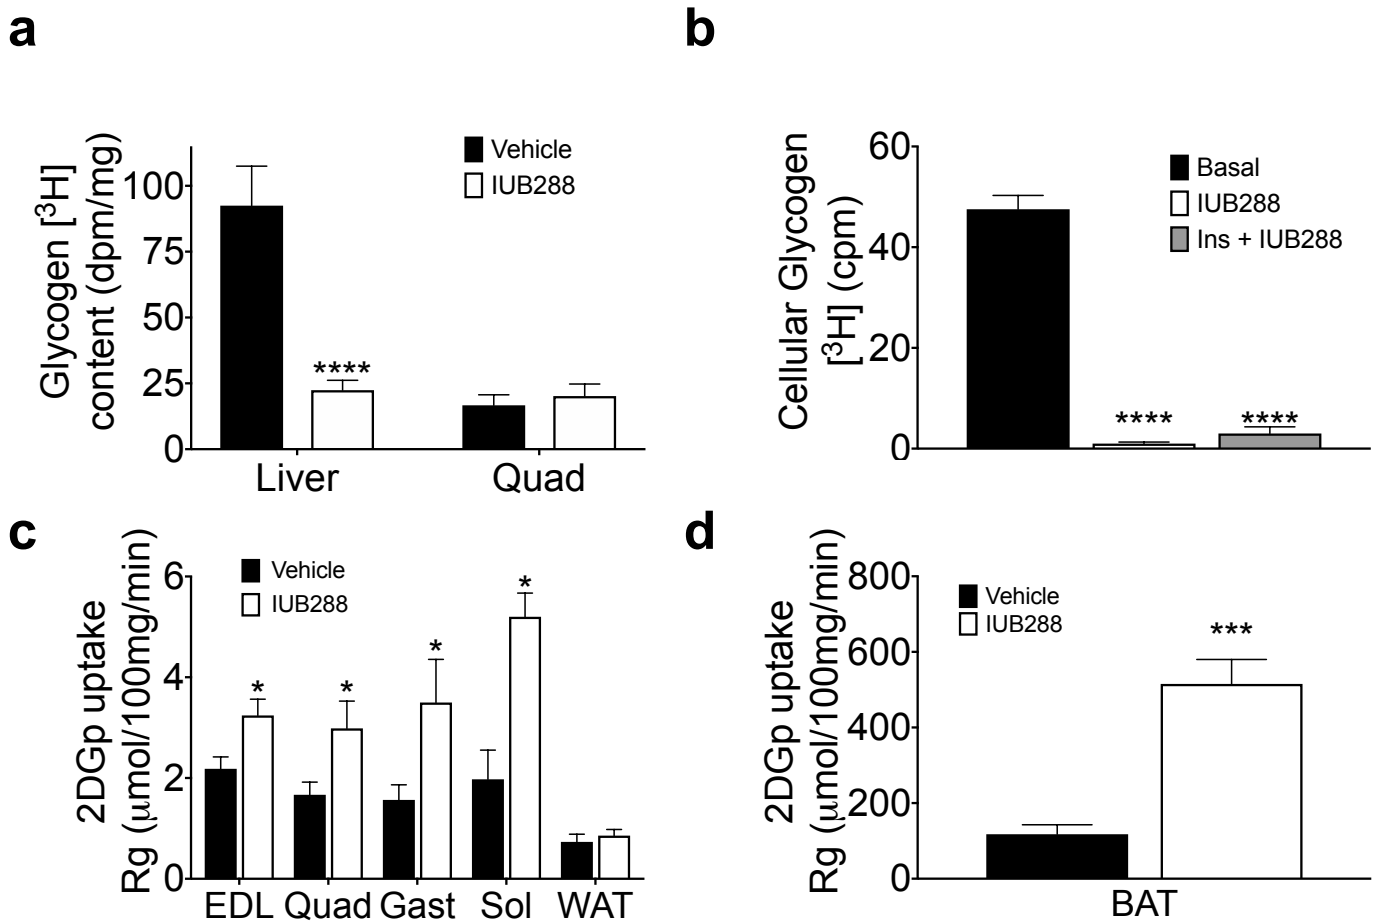 a
Glycogen [³H]
content (dpm/mg)
100
75
50
25
0
Vehicle
IUB288
****
Liver Quad
b
Cellular Glycogen
[³H] (cpm)
60
40
20
0
Basal
IUB288
Ins + IUB288
**** ****
c
2DGp uptake
Rg (μmol/100mg/min)
6
4
2
0
Vehicle
IUB288
* * * *
EDL Quad Gast Sol WAT
d
2DGp uptake
Rg (μmol/100mg/min)
800
600
400
200
0
Vehicle
IUB288
***
BAT